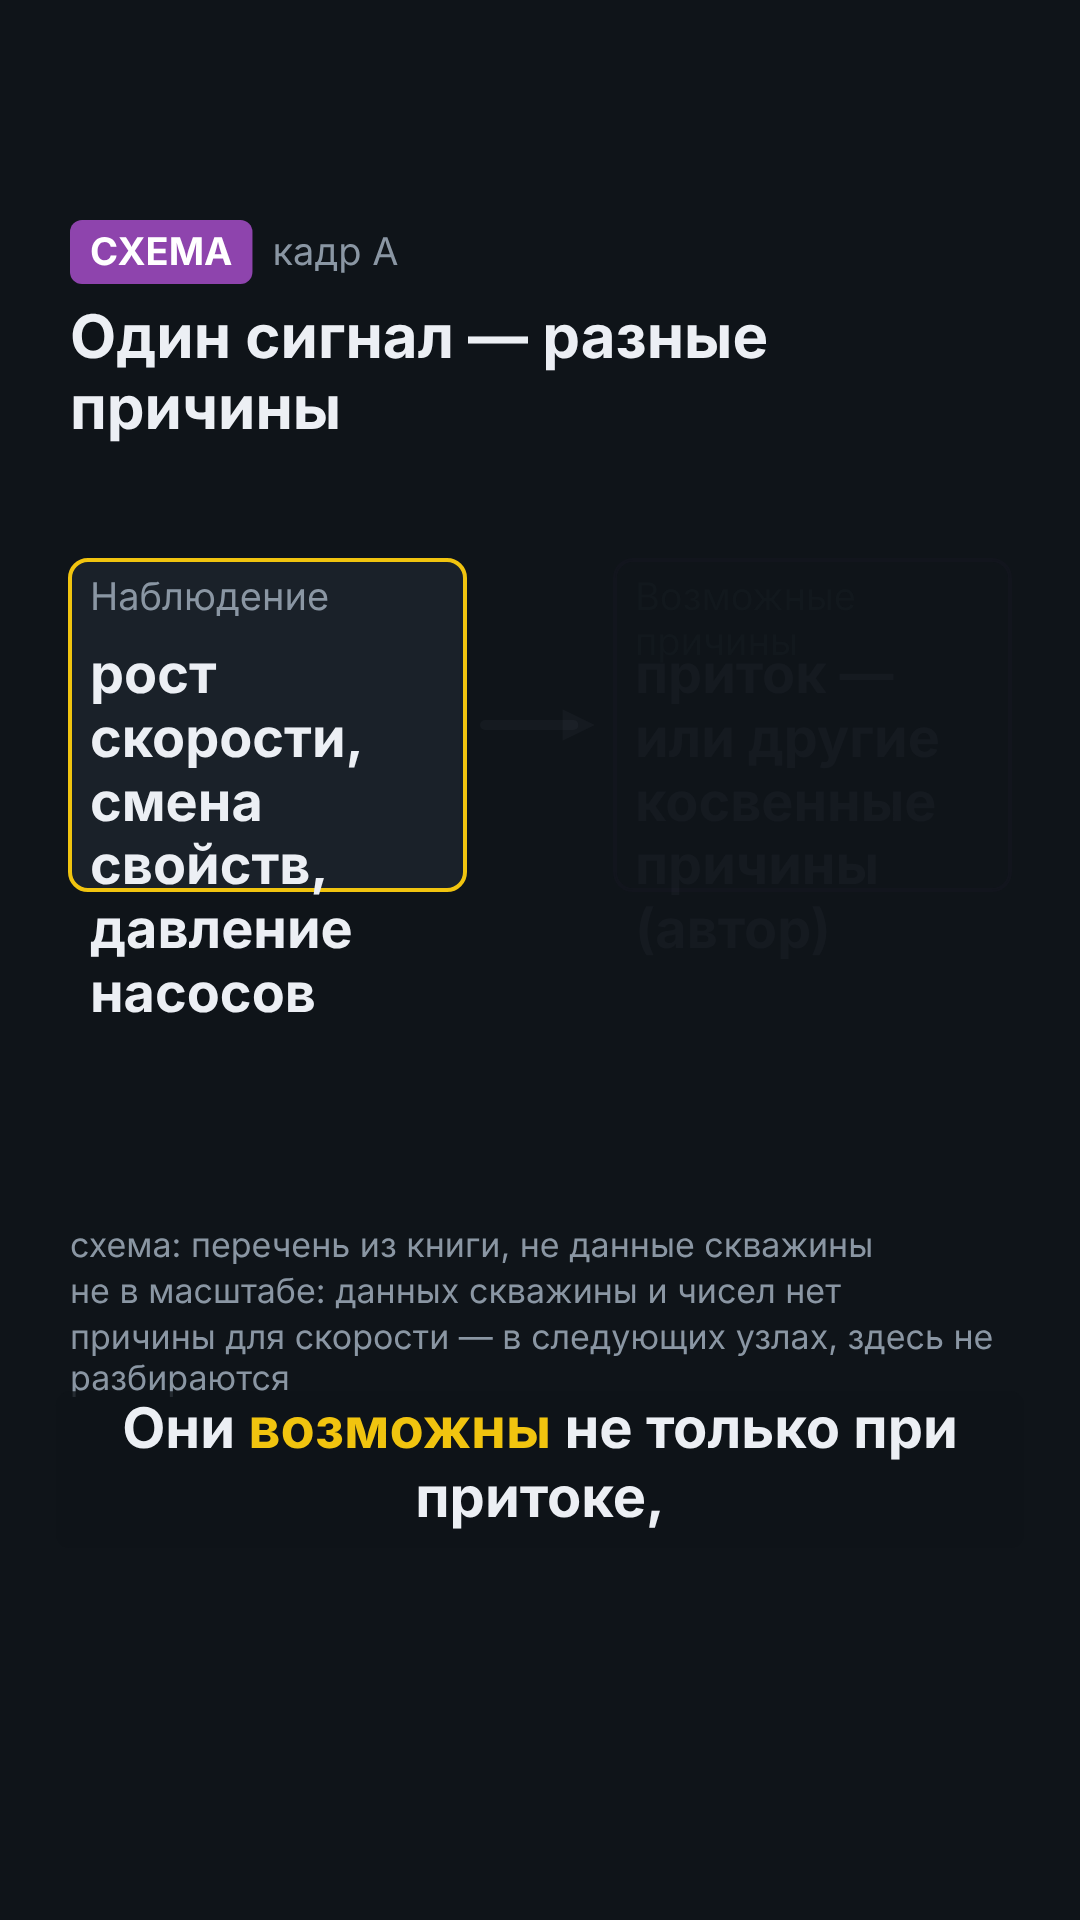 СХЕМА кадр А
Один сигнал — разные
причины
Наблюдение
рост
скорости,
смена
свойств,
давление
насосов
Возможные
причины
приток —
или другие
косвенные
причины
(автор)
схема: перечень из книги, не данные скважины
не в масштабе: данных скважины и чисел нет
причины для скорости — в следующих узлах, здесь не
разбираются
Они возможны не только при
притоке,